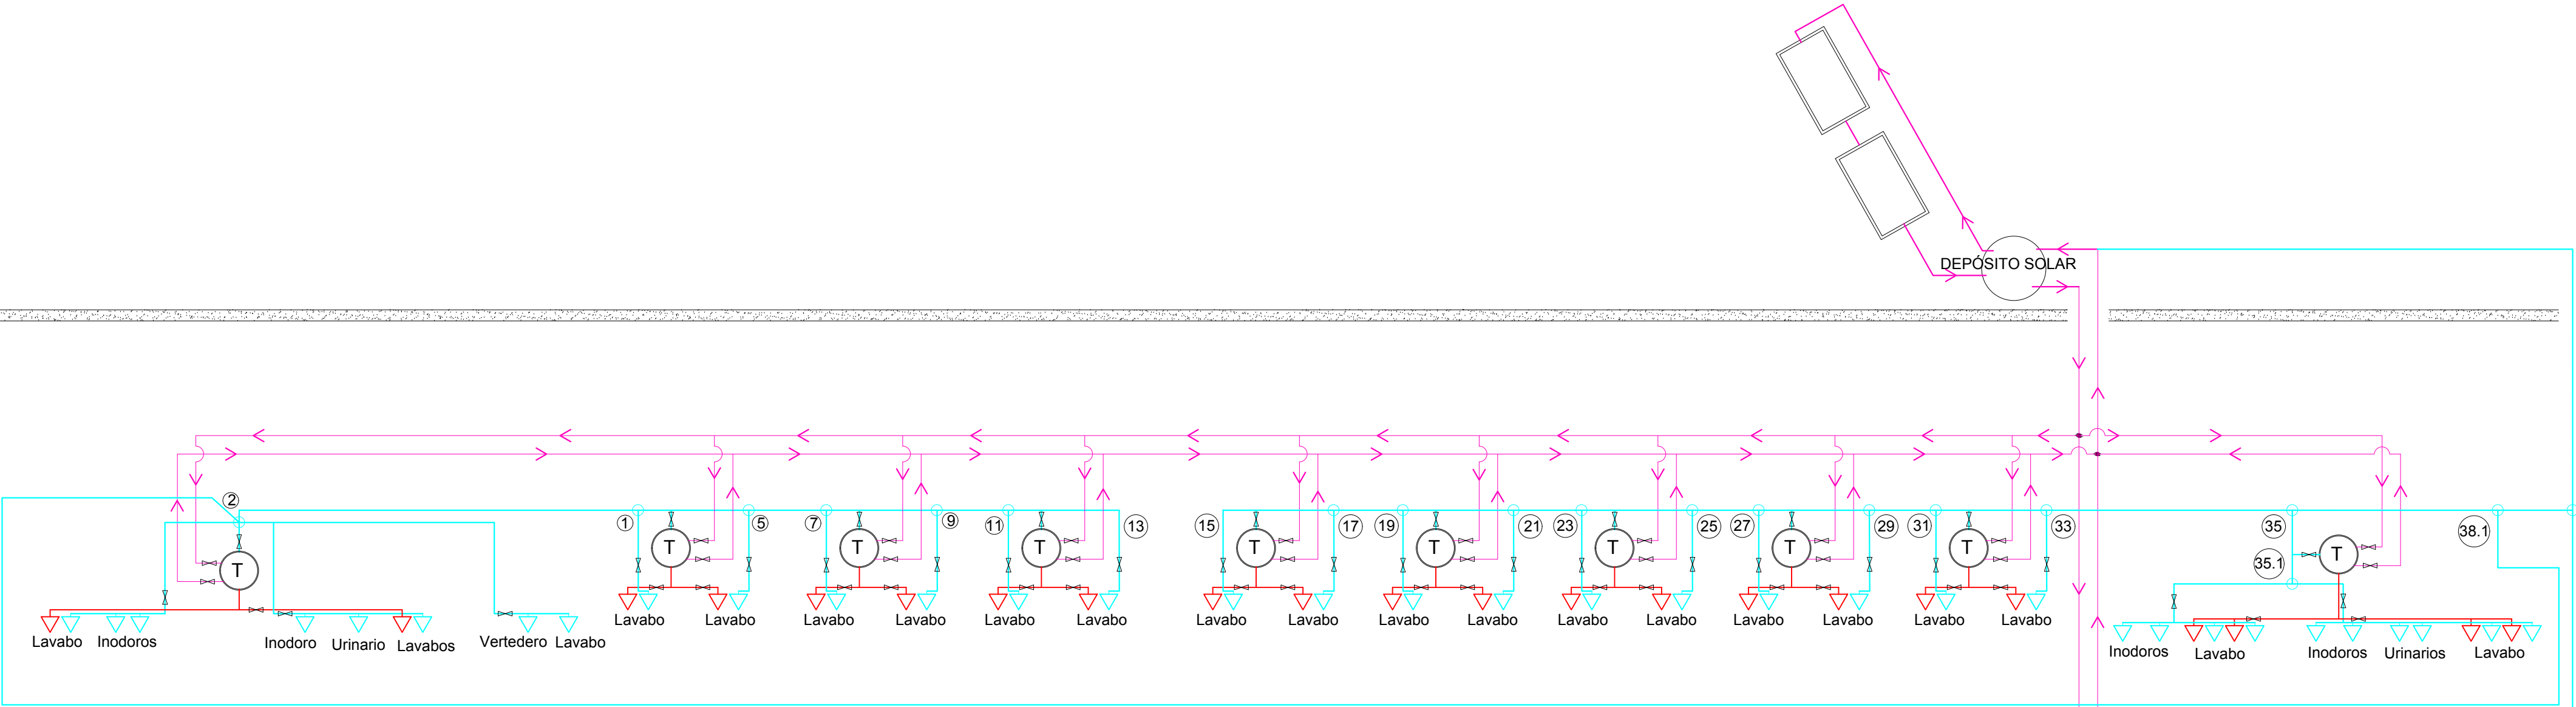 DEPÓSITO SOLAR
2
T
Lavabo
Inodoros
Inodoro
Urinario
Lavabos
Vertedero
Lavabo
1
T
5
Lavabo
Lavabo
7
T
9
Lavabo
Lavabo
11
T
13
Lavabo
Lavabo
15
T
17
Lavabo
Lavabo
19
T
21
Lavabo
Lavabo
23
T
25
Lavabo
Lavabo
27
T
29
Lavabo
Lavabo
31
T
33
Lavabo
Lavabo
35
35.1
T
38.1
Inodoros
Lavabo
Inodoros
Urinarios
Lavabo